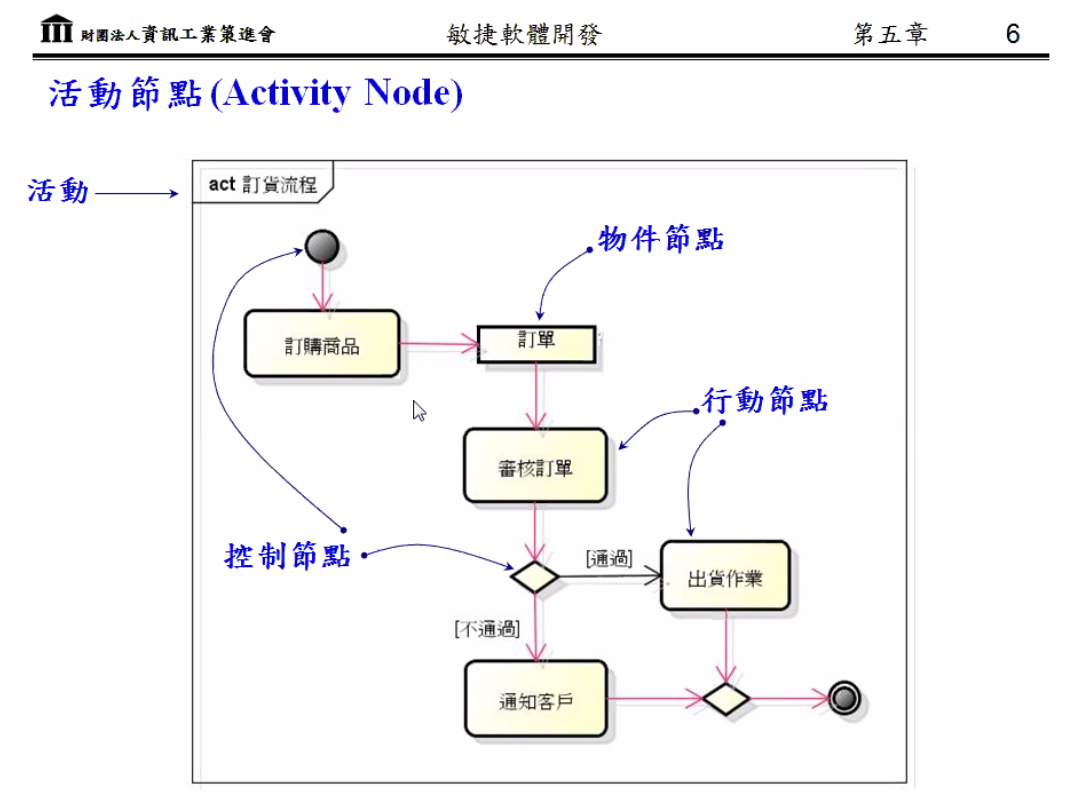 財團法人資訊工業策進會 敏捷軟體開發 第五章 6
活動節點(Activity Node)
活動
act 訂貨流程
物件節點
訂購商品
訂單
行動節點
審核訂單
控制節點
[通過]
出貨作業
[不通過]
通知客戶